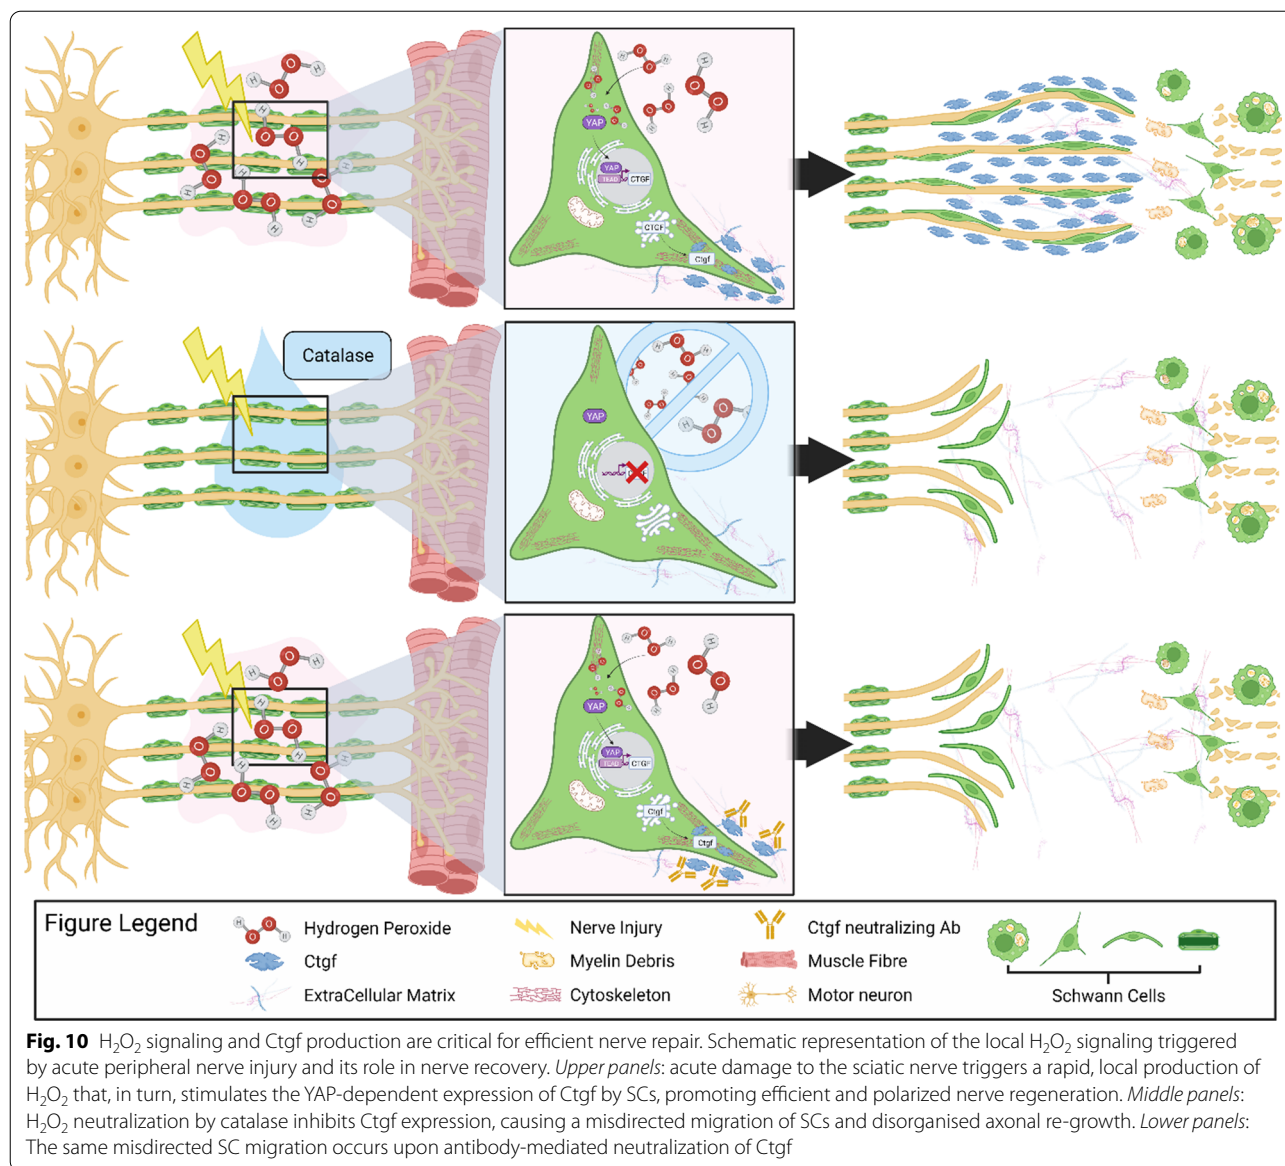 H
O
O
H
H
H
O
O
H
H
O
O
H
H
O
O
H
H
O
O
H
YAP
YAP
TEAD
CTGF
CTCF
Ctgf
H
O
O
H
Catalase
YAP
H
O
O
H
H
O
O
H
H
O
O
H
H
O
O
H
H
O
O
H
YAP
YAP
TEAD
CTGF
Ctgf
Ctgf
H
O
O
H
Figure Legend
Hydrogen Peroxide
Nerve Injury
Ctgf neutralizing Ab
Ctgf
Myelin Debris
Muscle Fibre
ExtraCellular Matrix
Cytoskeleton
Motor neuron
Schwann Cells
Fig. 10 H₂O₂ signaling and Ctgf production are critical for efficient nerve repair. Schematic representation of the local H₂O₂ signaling triggered
by acute peripheral nerve injury and its role in nerve recovery. Upper panels: acute damage to the sciatic nerve triggers a rapid, local production of
H₂O₂ that, in turn, stimulates the YAP-dependent expression of Ctgf by SCs, promoting efficient and polarized nerve regeneration. Middle panels:
H₂O₂ neutralization by catalase inhibits Ctgf expression, causing a misdirected migration of SCs and disorganised axonal re-growth. Lower panels:
The same misdirected SC migration occurs upon antibody-mediated neutralization of Ctgf